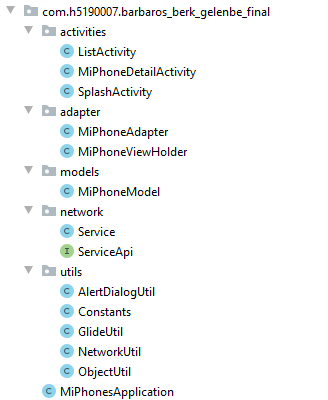 com.h5190007.barbaros_berk_gelenbe_final
activities
ListActivity
MiPhoneDetailActivity
SplashActivity
adapter
MiPhoneAdapter
MiPhoneViewHolder
models
MiPhoneModel
network
Service
ServiceApi
utils
AlertDialogUtil
Constants
GlideUtil
NetworkUtil
ObjectUtil
MiPhonesApplication